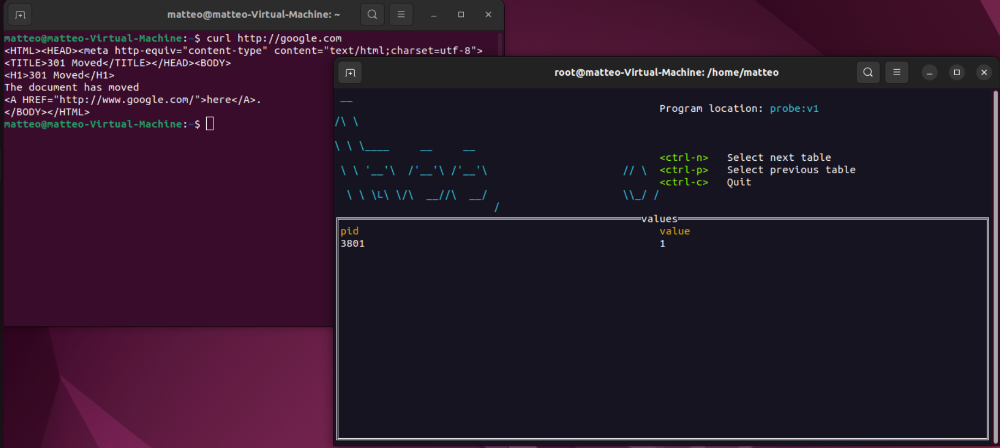 matteo@matteo-Virtual-Machine: ~
matteo@matteo-Virtual-Machine:~$ curl http://google.com
<HTML><HEAD><meta http-equiv="content-type" content="text/html;charset=utf-8">
<TITLE>301 Moved</TITLE></HEAD><BODY>
<H1>301 Moved</H1>
The document has moved
<A HREF="http://www.google.com/">here</A>.
</BODY></HTML>
matteo@matteo-Virtual-Machine:~$
root@matteo-Virtual-Machine: /home/matteo
 __
Program location: probe:v1
/\ \
\ \ \____     __     __
<ctrl-n>   Select next table
 \ \ '__'\  /'__'\ /'__'\                      // \  <ctrl-p>   Select previous table
<ctrl-c>   Quit
  \ \ \L\ \/\  __//\  __/                      \\_/ /
                          /
values
pid value
3801 1